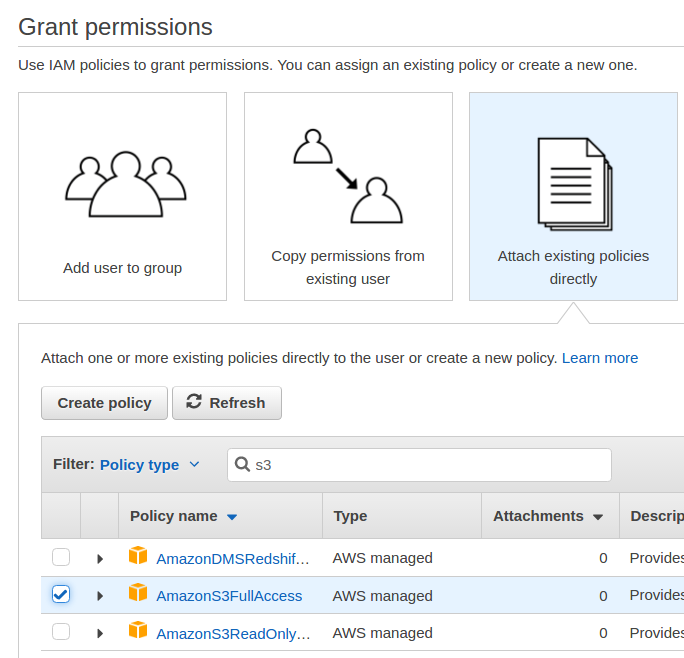 Grant permissions
Use IAM policies to grant permissions. You can assign an existing policy or create a new one.
Add user to group
Copy permissions from
existing user
Attach existing policies
directly
Attach one or more existing policies directly to the user or create a new policy. Learn more
Create policy Refresh
Filter: Policy type s3
Policy name Type Attachments Descrip
AmazonDMSRedshif... AWS managed 0 Provides
AmazonS3FullAccess AWS managed 0 Provides
AmazonS3ReadOnly... AWS managed 0 Provides